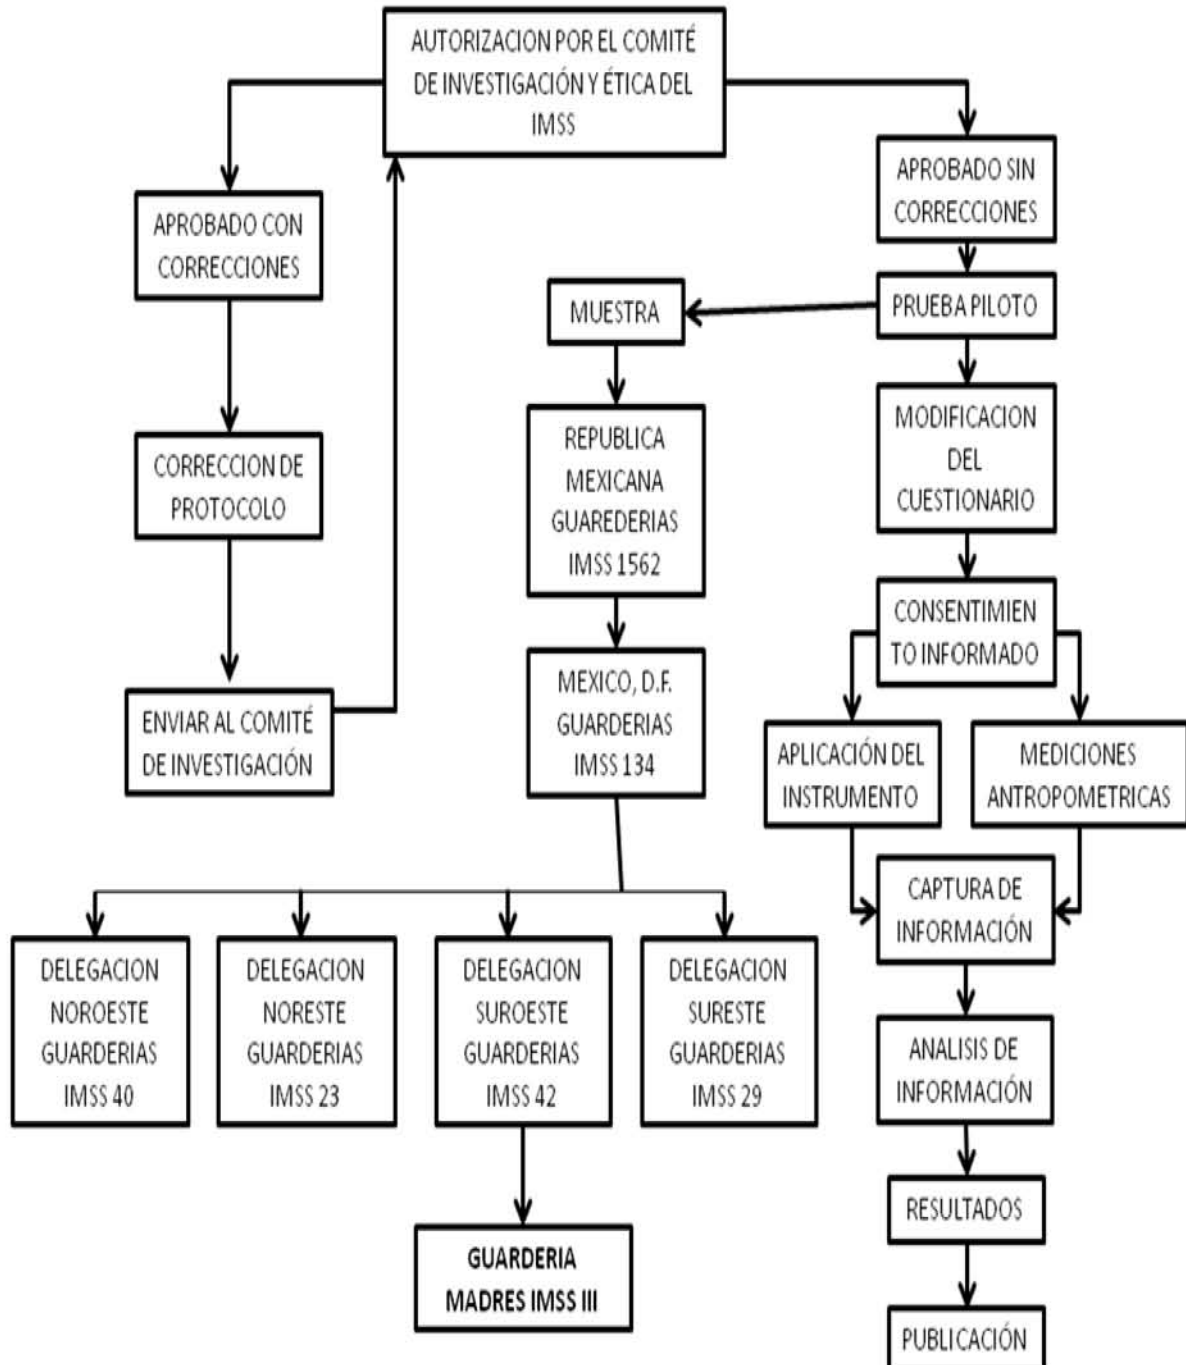 AUTORIZACION POR EL COMITÉ
DE INVESTIGACIÓN Y ÉTICA DEL
IMSS
APROBADO CON
CORRECCIONES
CORRECCION DE
PROTOCOLO
ENVIAR AL COMITÉ
DE INVESTIGACIÓN
APROBADO SIN
CORRECCIONES
PRUEBA PILOTO
MUESTRA
REPUBLICA
MEXICANA
GUAREDERIAS
IMSS 1562
MEXICO, D.F.
GUARDERIAS
IMSS 134
DELEGACION
NOROESTE
GUARDERIAS
IMSS 40
DELEGACION
NORESTE
GUARDERIAS
IMSS 23
DELEGACION
SUROESTE
GUARDERIAS
IMSS 42
DELEGACION
SURESTE
GUARDERIAS
IMSS 29
GUARDERIA
MADRES IMSS III
MODIFICACION
DEL
CUESTIONARIO
CONSENTIMIEN
TO INFORMADO
APLICACIÓN DEL
INSTRUMENTO
MEDICIONES
ANTROPOMETRICAS
CAPTURA DE
INFORMACIÓN
ANALISIS DE
INFORMACIÓN
RESULTADOS
PUBLICACIÓN